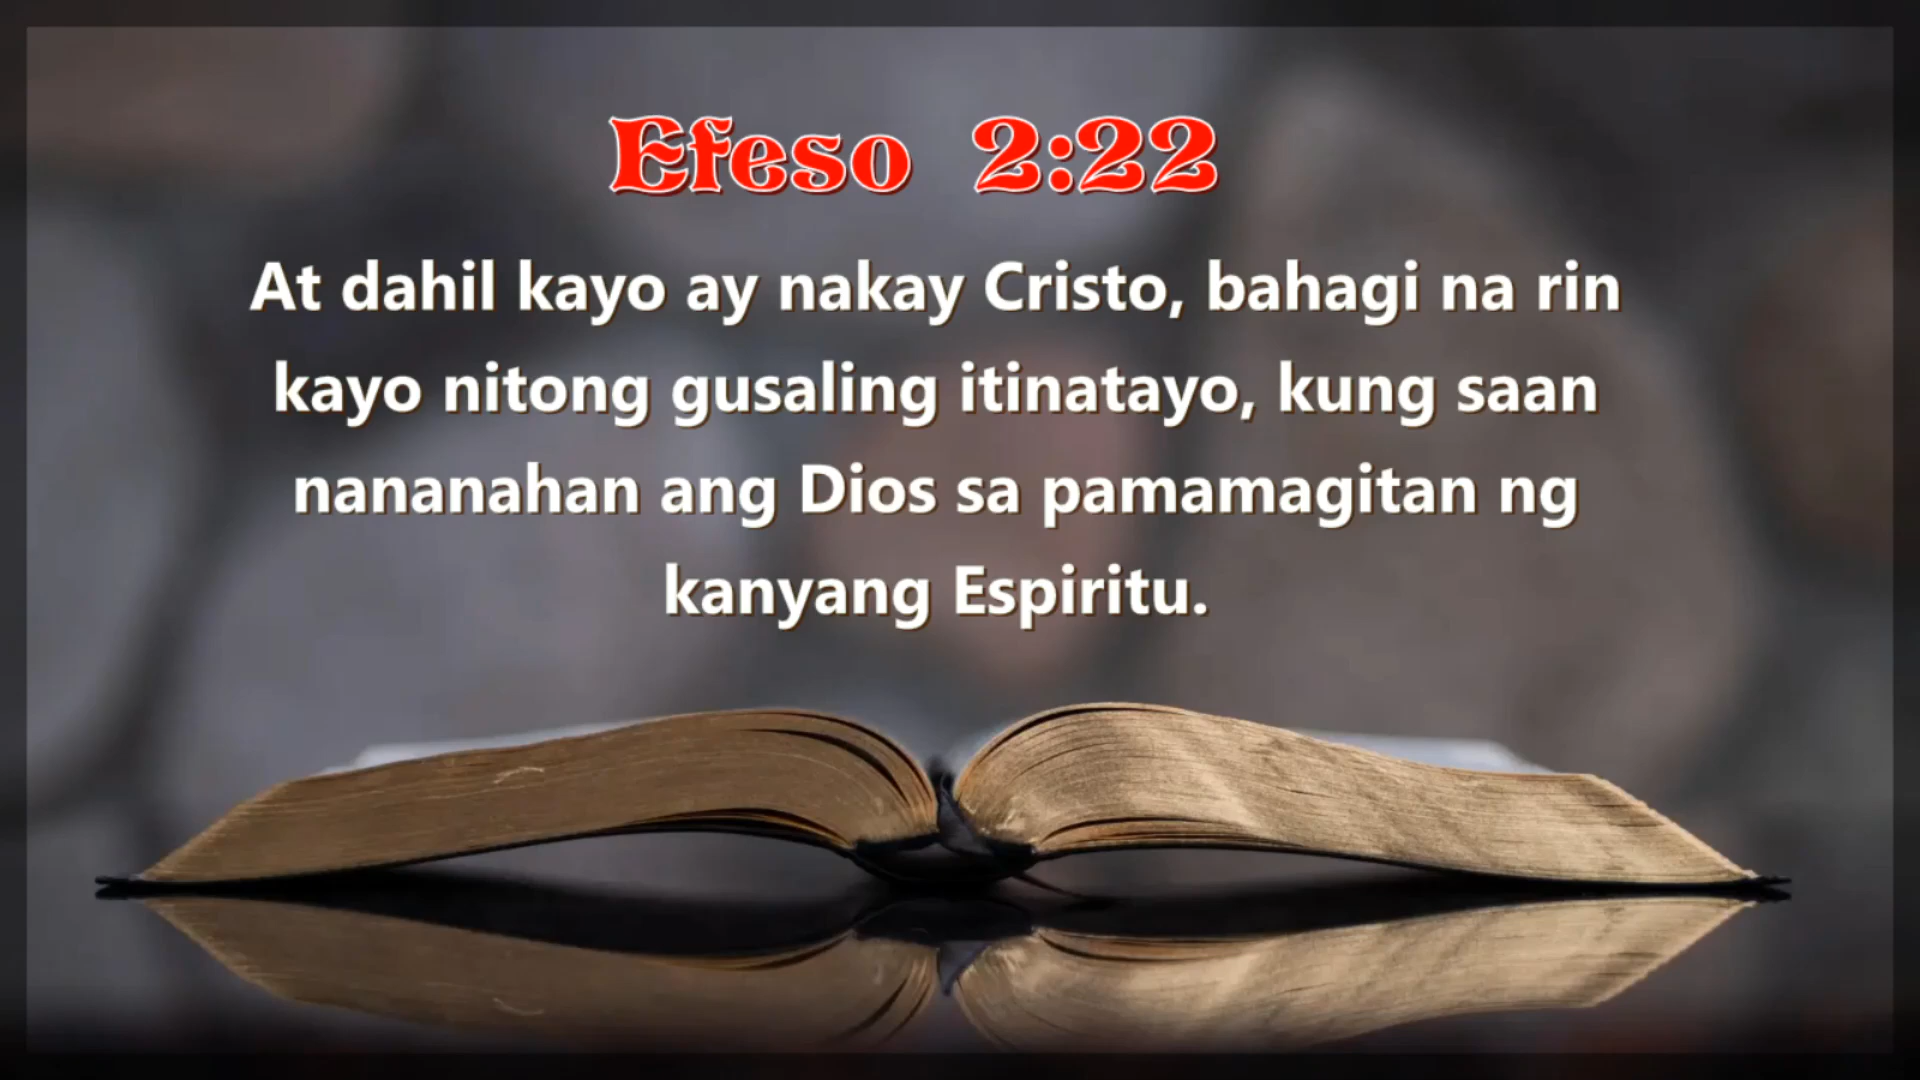 Efeso 2:22
At dahil kayo ay nakay Cristo, bahagi na rin
kayo nitong gusaling itinatayo, kung saan
nananahan ang Dios sa pamamagitan ng
kanyang Espiritu.